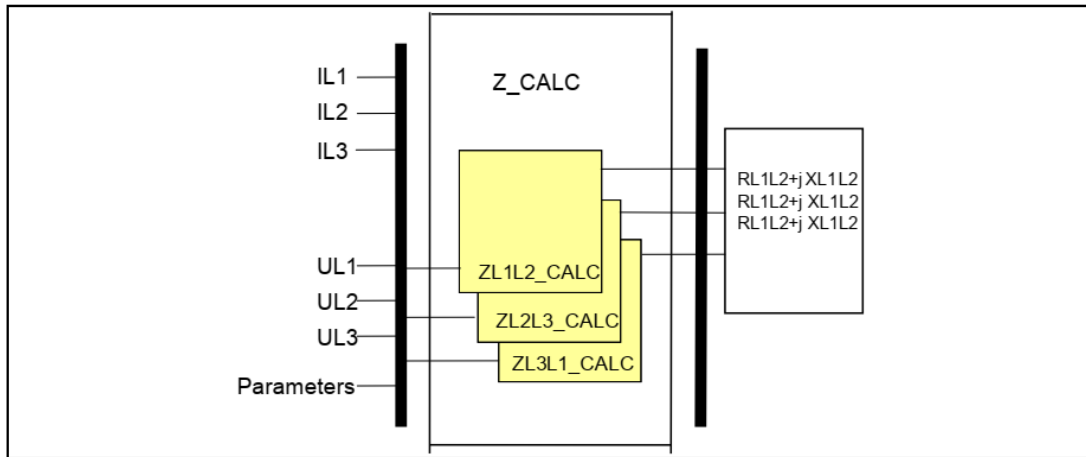 IL1
IL2
IL3
UL1
UL2
UL3
Parameters
Z_CALC
ZL1L2_CALC
ZL2L3_CALC
ZL3L1_CALC
RL1L2+j XL1L2
RL1L2+j XL1L2
RL1L2+j XL1L2